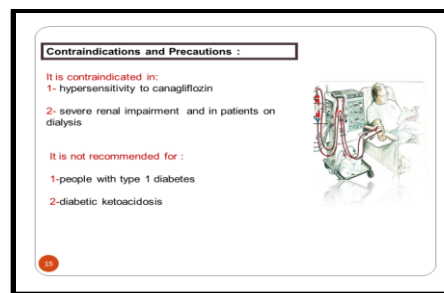 Contraindications and Precautions :
It is contraindicated in:
1- hypersensitivity to canagliflozin
2- severe renal impairment and in patients on
dialysis
It is not recommended for :
1-people with type 1 diabetes
2-diabetic ketoacidosis
15